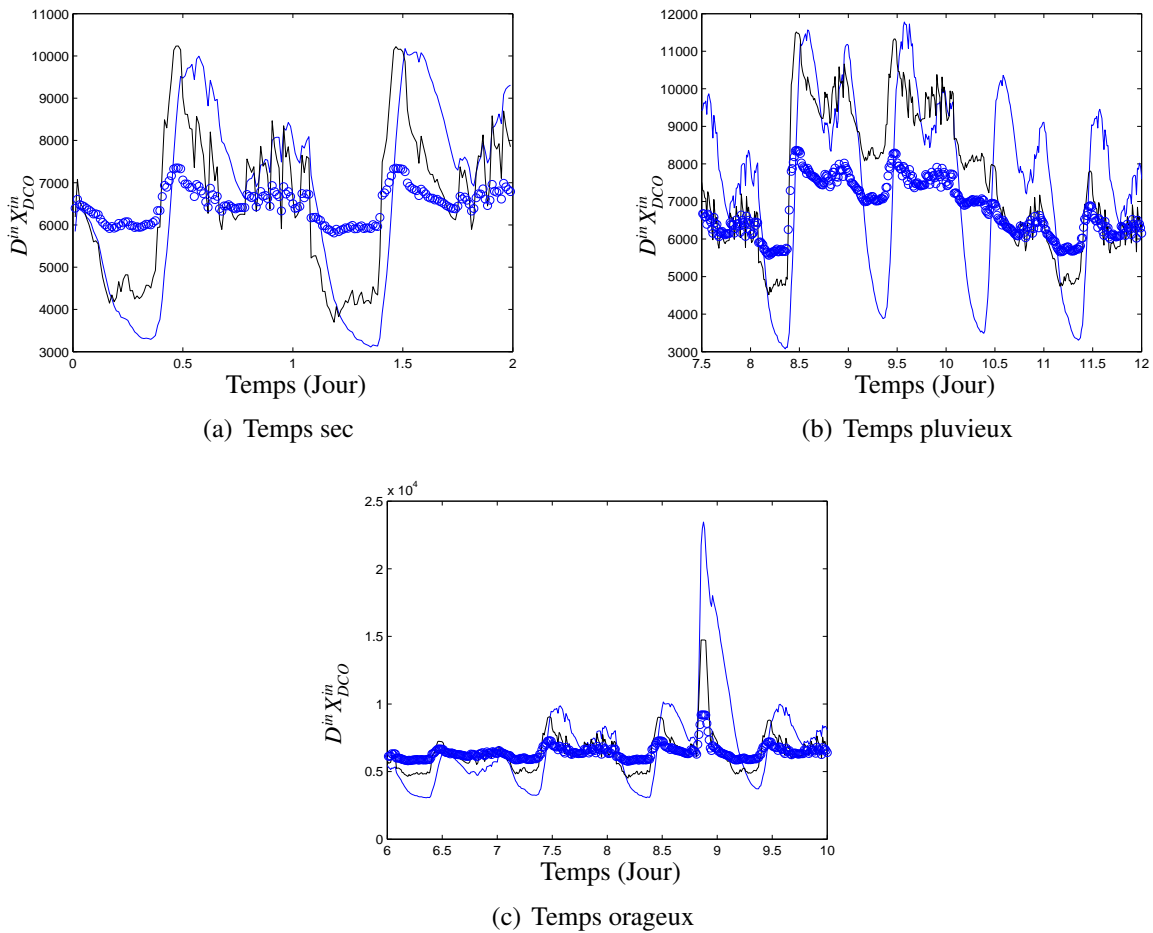 11000
10000
9000
8000
7000
6000
5000
4000
3000
D^{in} X^{in}_{DCO}
0 0.5 1 1.5 2
Temps (Jour)
(a) Temps sec
12000
11000
10000
9000
8000
7000
6000
5000
4000
3000
D^{in} X^{in}_{DCO}
7.5 8 8.5 9 9.5 10 10.5 11 11.5 12
Temps (Jour)
(b) Temps pluvieux
x 10^4
2.5
2
1.5
1
0.5
0
D^{in} X^{in}_{DCO}
6 6.5 7 7.5 8 8.5 9 9.5 10
Temps (Jour)
(c) Temps orageux